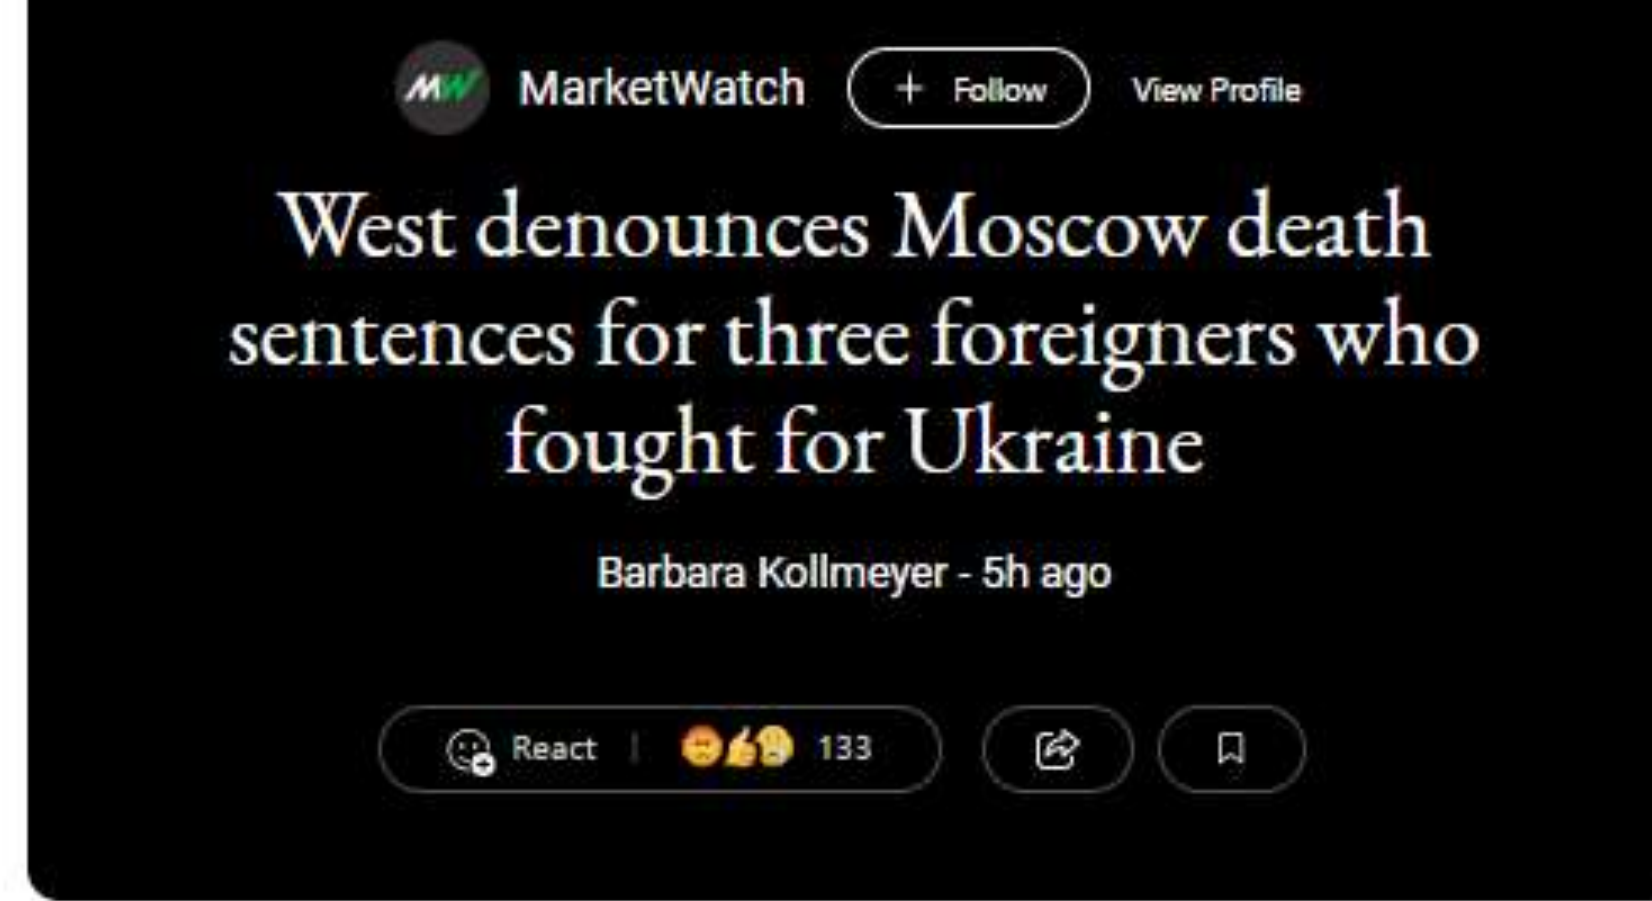 MW MarketWatch + Follow View Profile
West denounces Moscow death
sentences for three foreigners who
fought for Ukraine
Barbara Kollmeyer - 5h ago
React | 133